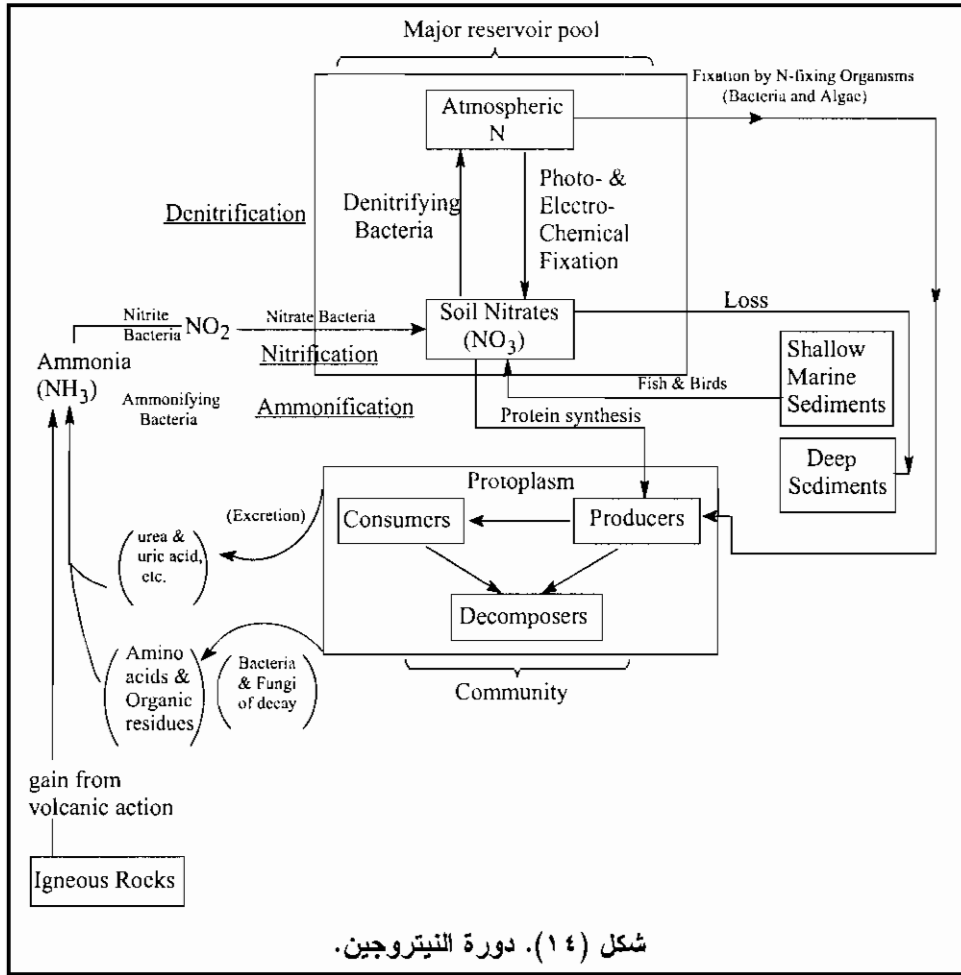 Major reservoir pool
Fixation by N-fixing Organisms
(Bacteria and Algae)
Atmospheric
N
Denitrification
Denitrifying
Bacteria
Photo- &
Electro-
Chemical
Fixation
Nitrite
Bacteria
NO2
Nitrate Bacteria
Soil Nitrates
(NO3)
Loss
Nitrification
Ammonia
(NH3)
Shallow
Marine
Sediments
Fish & Birds
Ammonifying
Bacteria
Ammonification
Protein synthesis
Deep
Sediments
Protoplasm
(Excretion)
Consumers
Producers
urea &
uric acid,
etc.
Decomposers
Amino
acids &
Organic
residues
Bacteria
& Fungi
of decay
Community
gain from
volcanic action
Igneous Rocks
شكل (١٤). دورة النيتروجين.